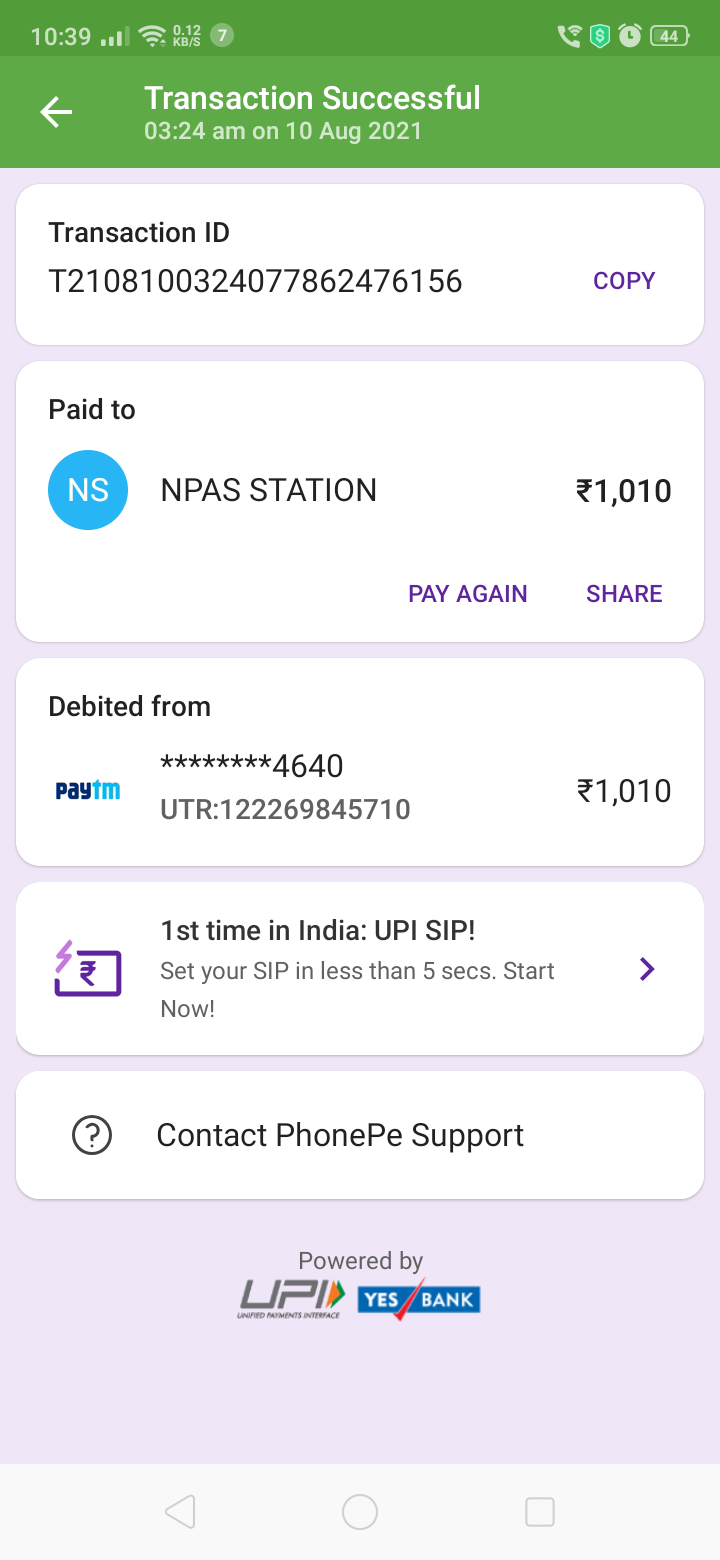 10:39 0.12 KB/S 7 44
Transaction Successful
03:24 am on 10 Aug 2021
Transaction ID
T2108100324077862476156 COPY
Paid to
NS NPAS STATION ₹1,010
PAY AGAIN SHARE
Debited from
********4640
paytm ₹1,010
UTR:122269845710
1st time in India: UPI SIP!
Set your SIP in less than 5 secs. Start
Now!
Contact PhonePe Support
Powered by
UPI YES BANK
UNIFIED PAYMENTS INTERFACE